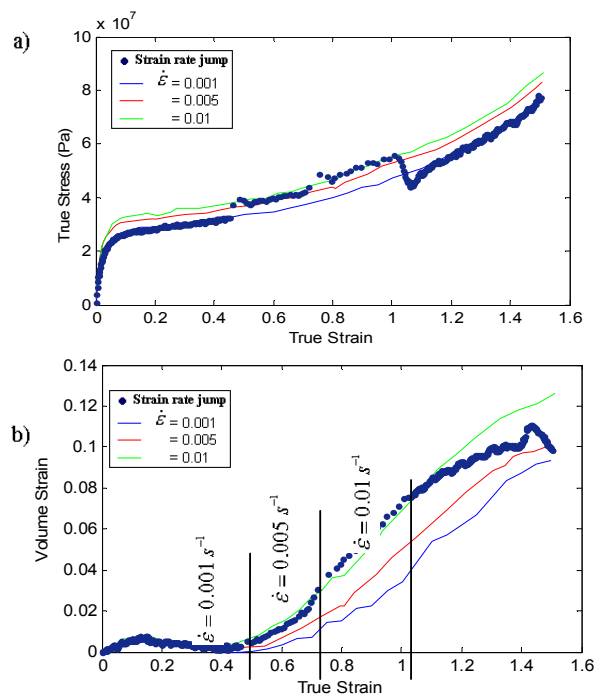 a)
× 10⁷
10
8
6
4
2
0
True Stress (Pa)
Strain rate jump
ε̇ = 0.001
= 0.005
= 0.01
0 0.2 0.4 0.6 0.8 1 1.2 1.4 1.6
True Strain
b)
0.14
0.12
0.1
0.08
0.06
0.04
0.02
0
Volume Strain
Strain rate jump
ε̇ = 0.001
= 0.005
= 0.01
ε̇ = 0.001 s⁻¹
ε̇ = 0.005 s⁻¹
ε̇ = 0.01 s⁻¹
0 0.2 0.4 0.6 0.8 1 1.2 1.4 1.6
True Strain